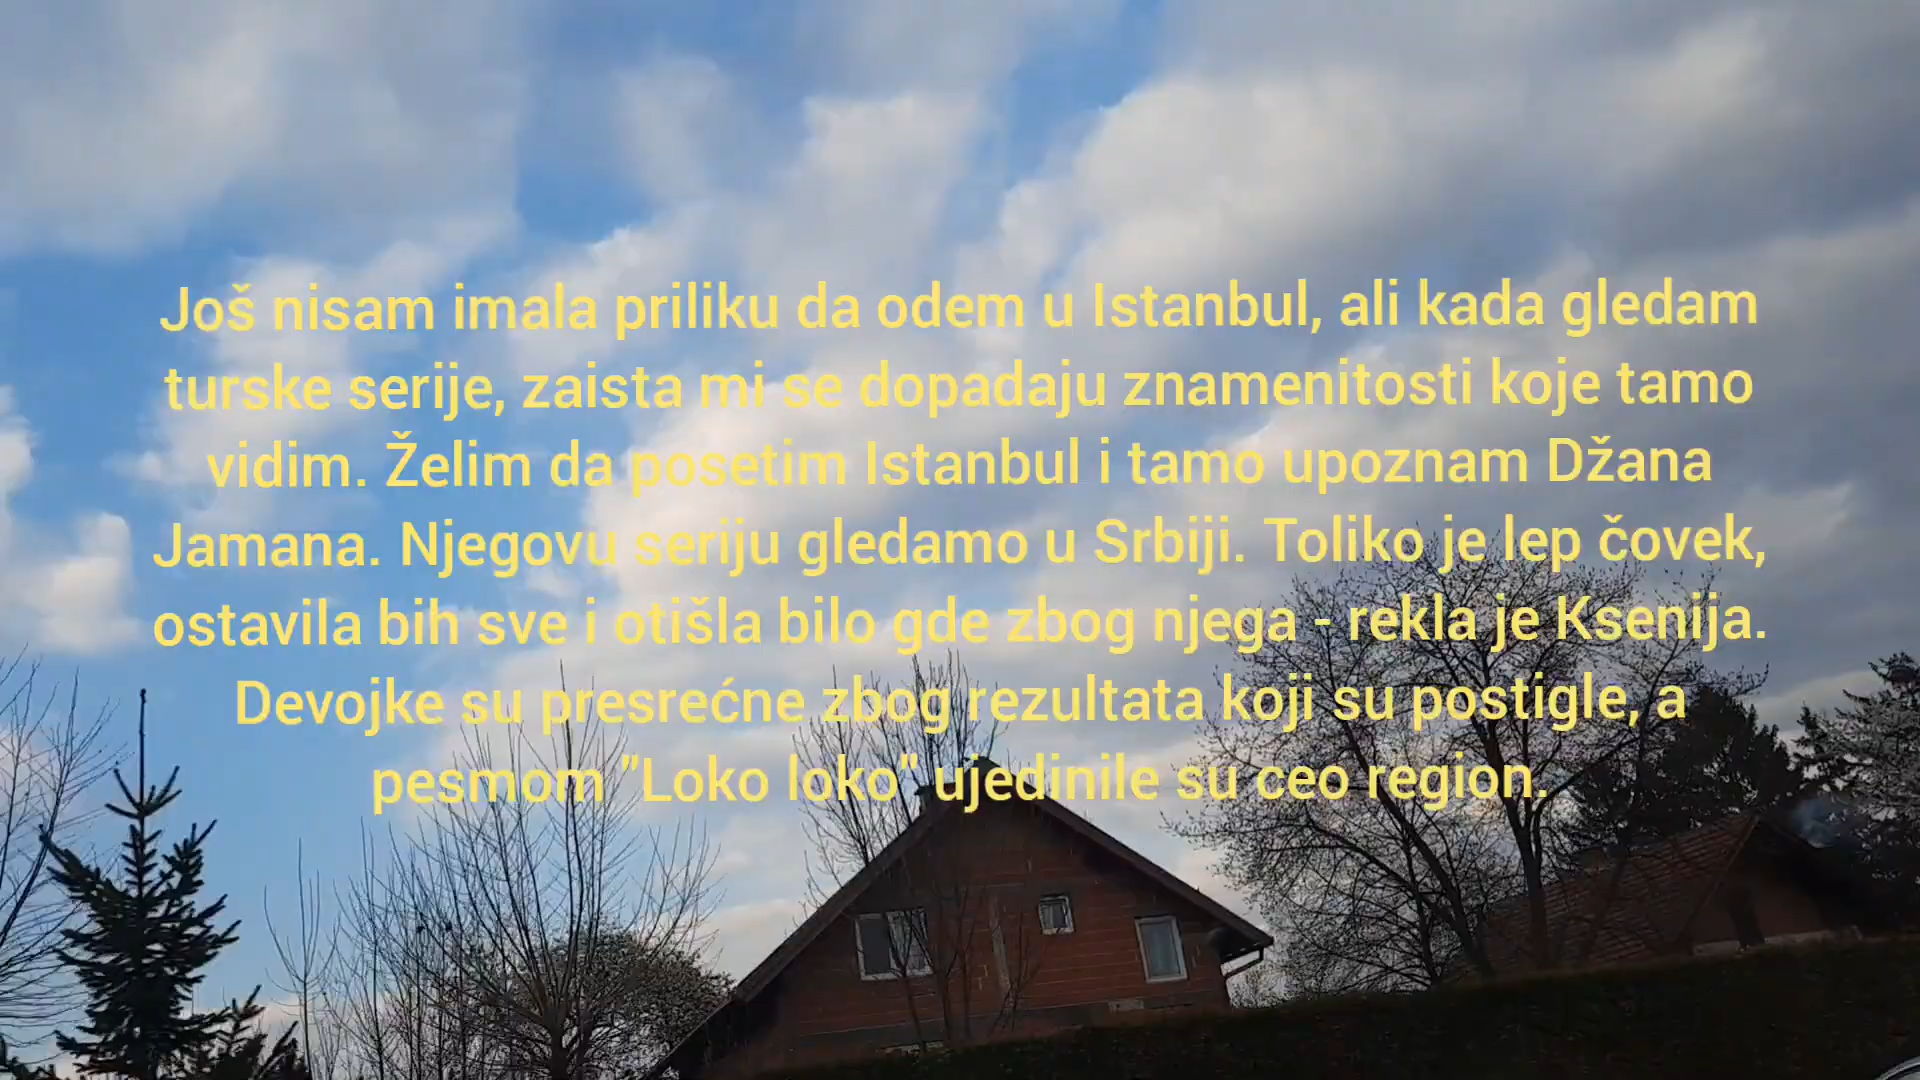 Još nisam imala priliku da odem u Istanbul, ali kada gledam
turske serije, zaista mi se dopadaju znamenitosti koje tamo
vidim. Želim da posetim Istanbul i tamo upoznam Džana
Jamana. Njegovu seriju gledamo u Srbiji. Toliko je lep čovek,
ostavila bih sve i otišla bilo gde zbog njega - rekla je Ksenija.
Devojke su presrećne zbog rezultata koji su postigle, a
pesmom "Loko loko" ujedinile su ceo region.